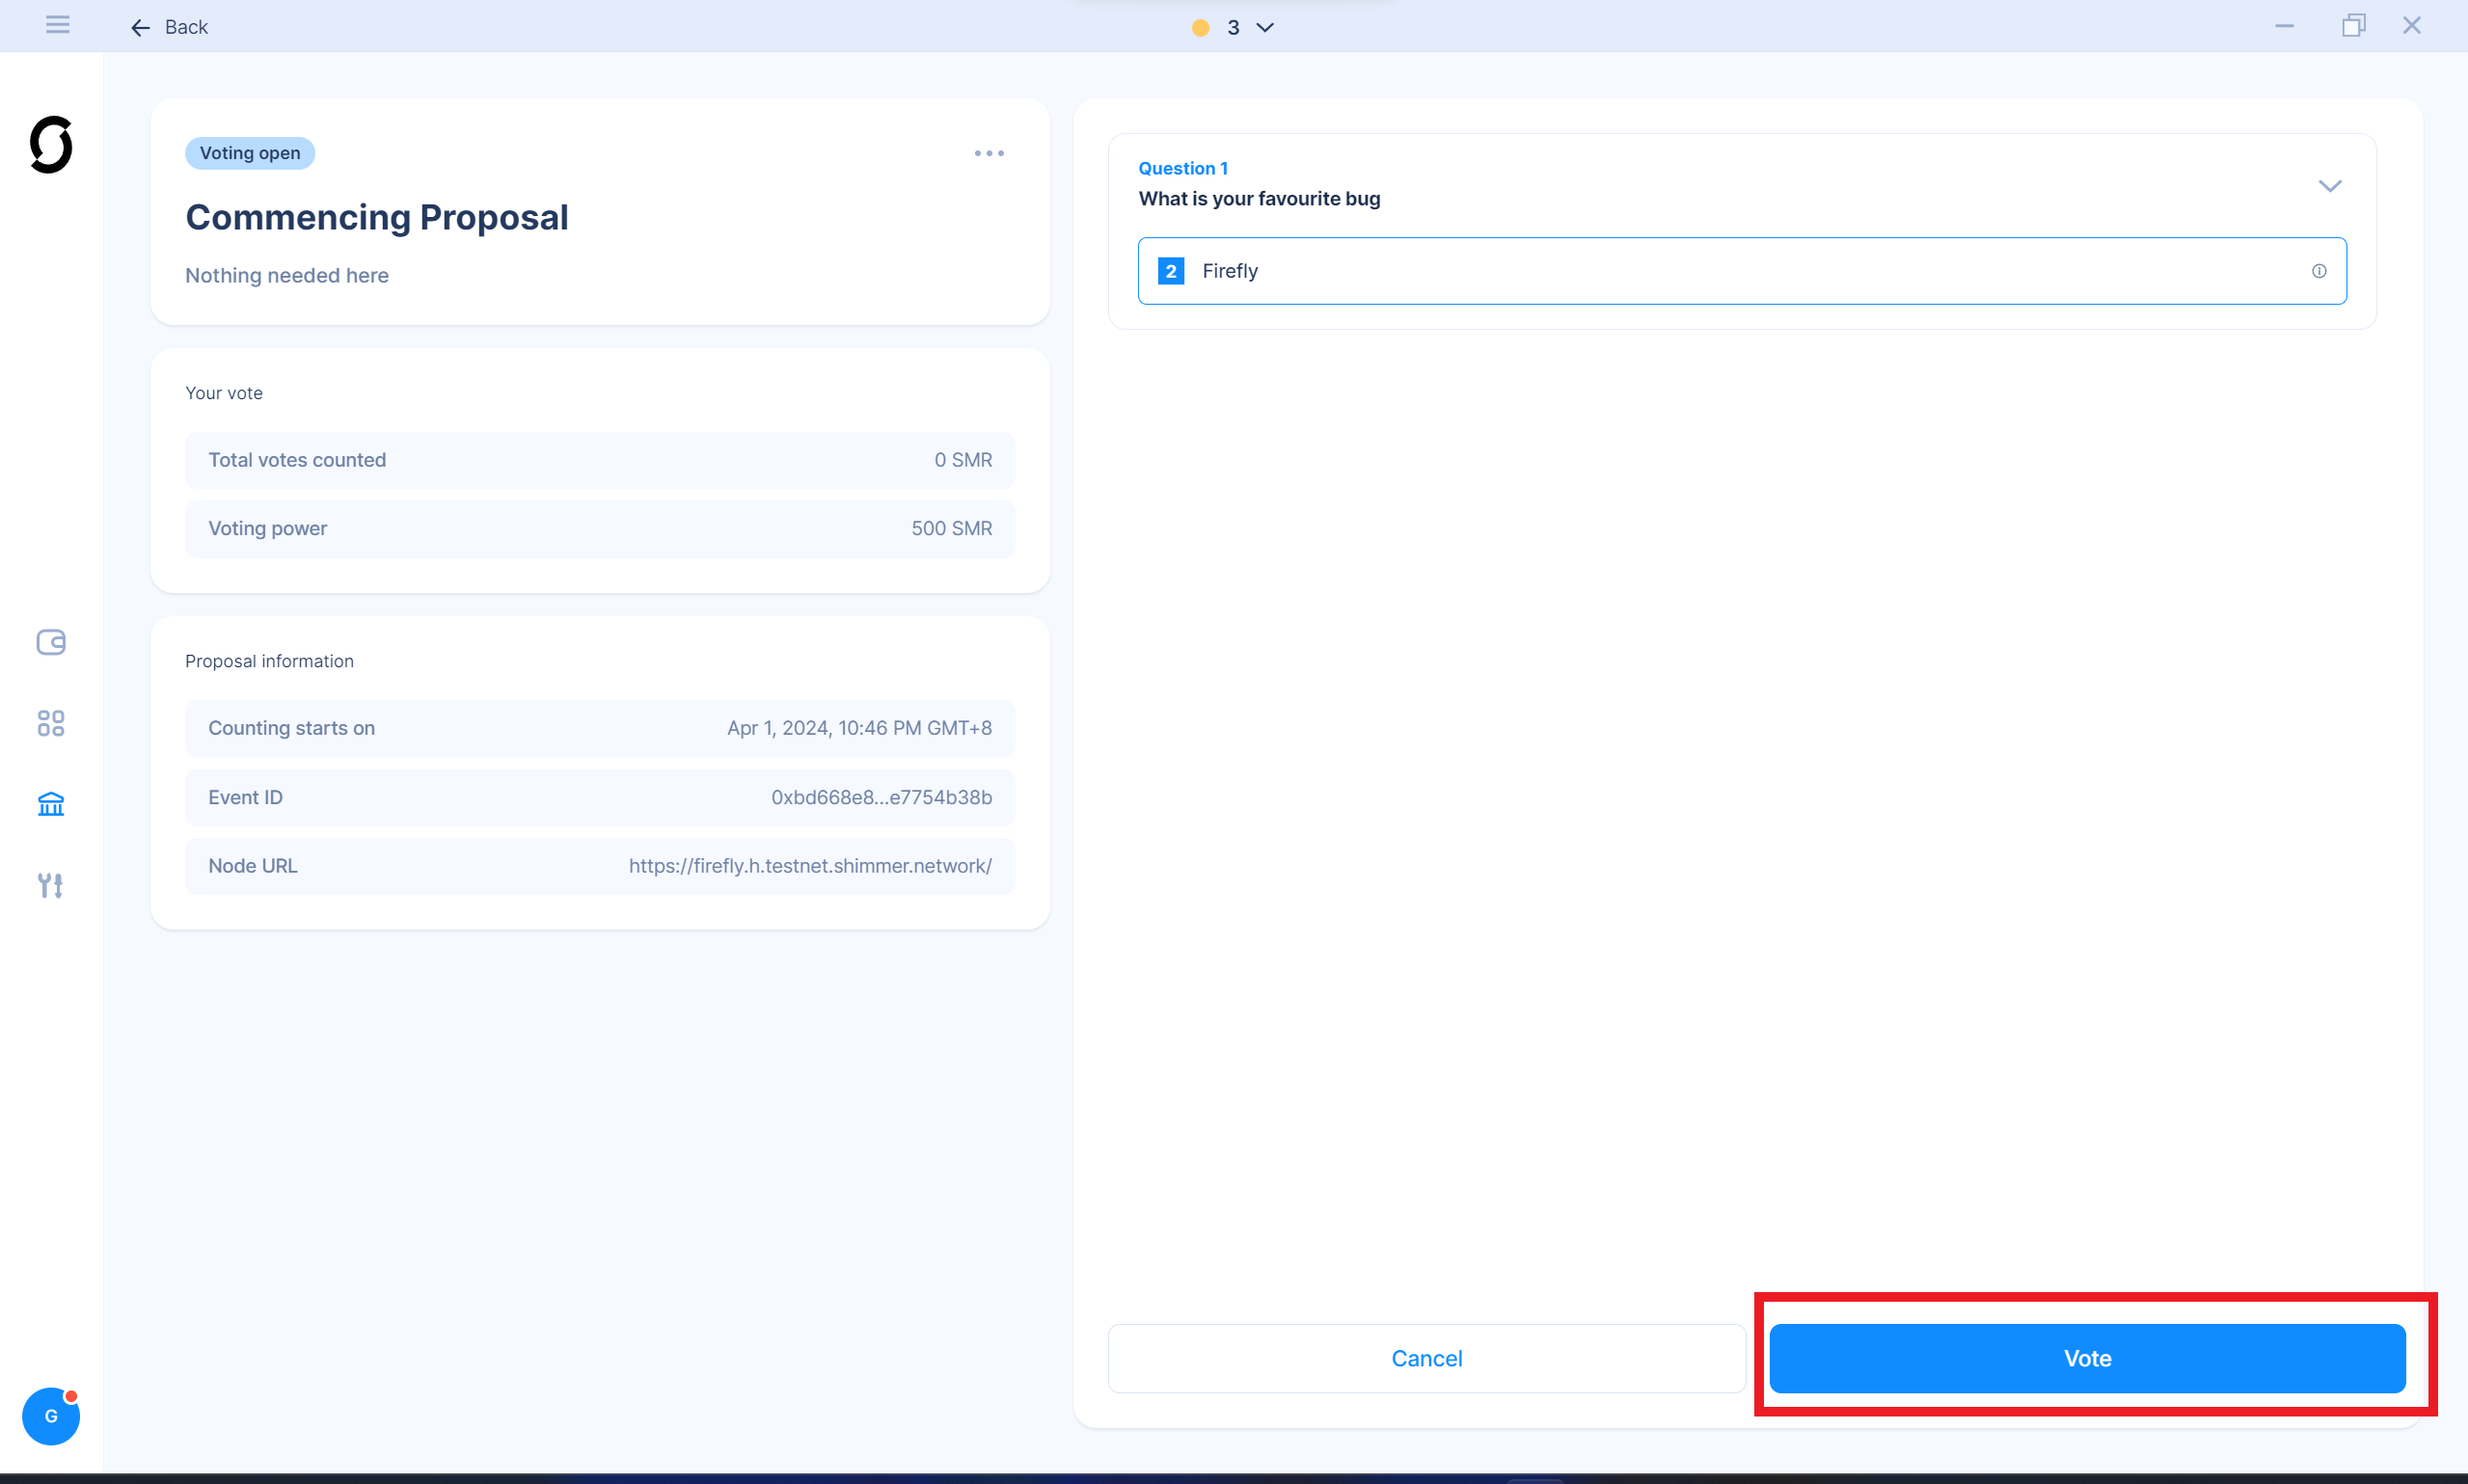 Back
3
Voting open
Commencing Proposal
Nothing needed here
Your vote
Total votes counted 0 SMR
Voting power 500 SMR
Proposal information
Counting starts on Apr 1, 2024, 10:46 PM GMT+8
Event ID 0xbd668e8...e7754b38b
Node URL https://firefly.h.testnet.shimmer.network/
Question 1
What is your favourite bug
2 Firefly
Cancel
Vote
G